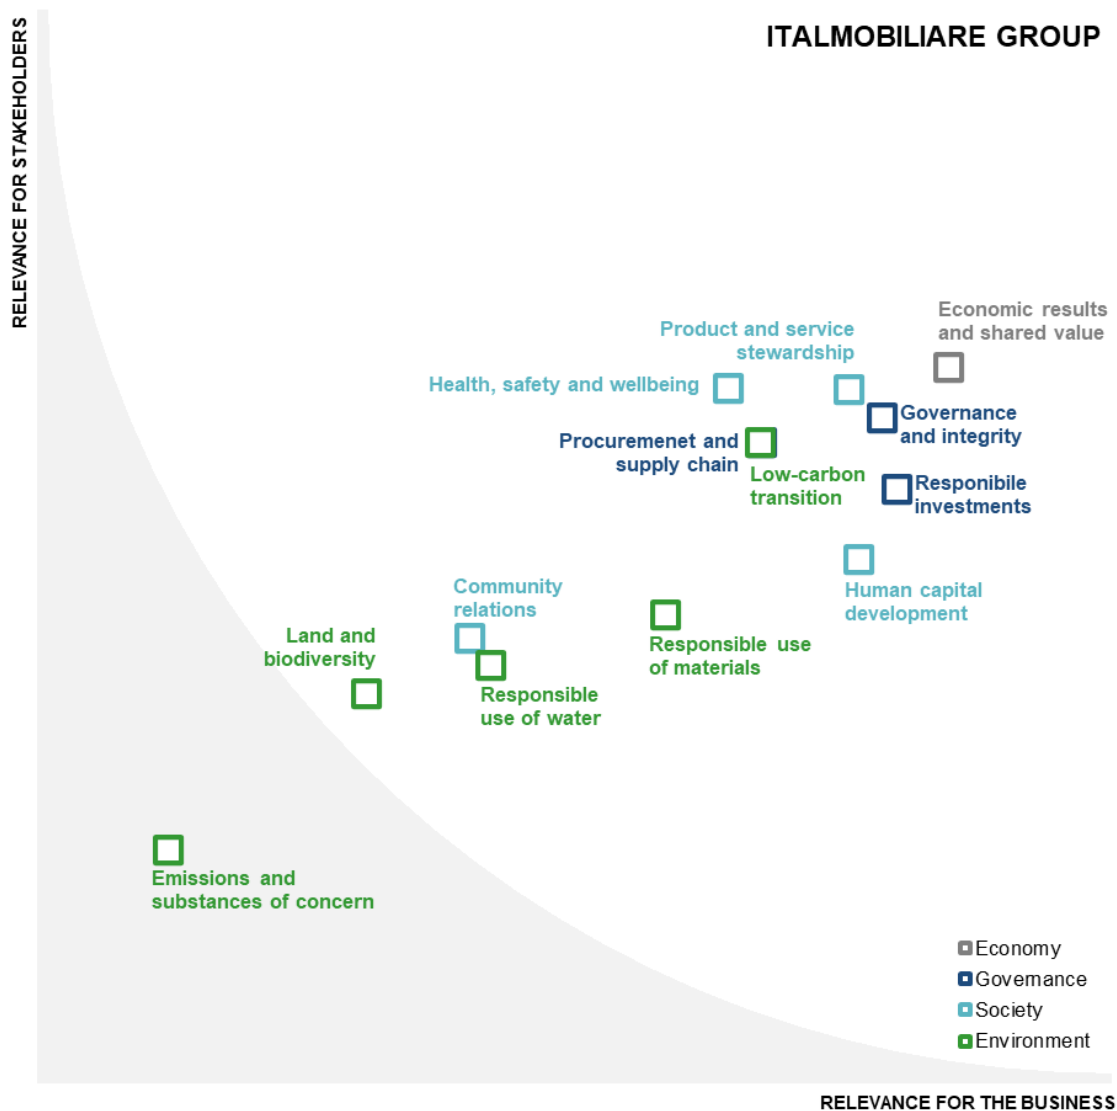 ITALMOBILIARE GROUP
RELEVANCE FOR STAKEHOLDERS
Economic results
and shared value
Product and service
stewardship
Health, safety and wellbeing
Governance
and integrity
Procuremenet and
supply chain
Low-carbon
transition
Responibile
investments
Community
relations
Human capital
development
Land and
biodiversity
Responsible use
of materials
Responsible
use of water
Emissions and
substances of concern
Economy
Governance
Society
Environment
RELEVANCE FOR THE BUSINESS